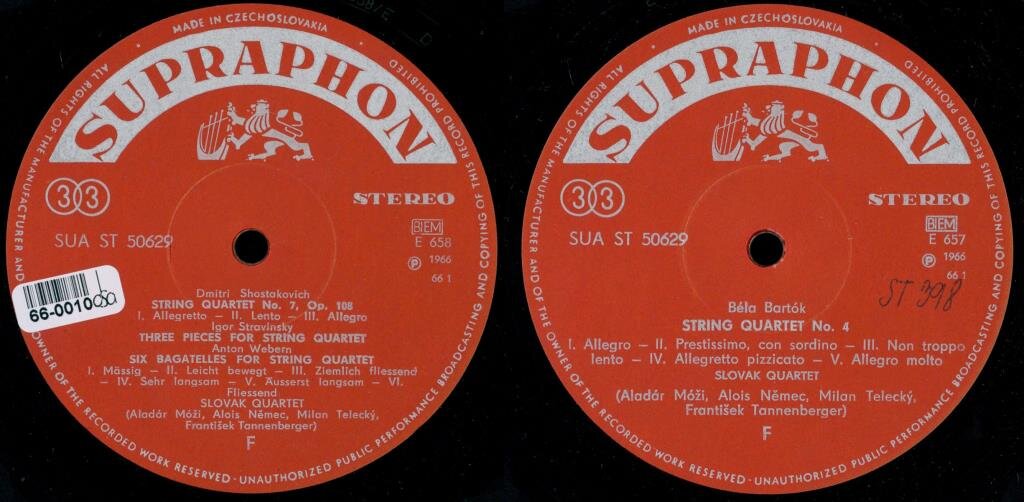 MADE IN CZECHOSLOVAKIA
ALL RIGHTS OF THE MANUFACTURER AND OF THE OWNER OF THE RECORDED WORK RESERVED - UNAUTHORIZED PUBLIC PERFORMANCE BROADCASTING AND COPYING OF THIS RECORD PROHIBITED
SUPRAPHON
33
STEREO
SUA ST 50629
BIEM
E 658
Ⓟ 1966
66 1
66-0010
Dmitri Shostakovich
STRING QUARTET No. 7, Op. 108
I. Allegretto – II. Lento – III. Allegro
Igor Stravinsky
THREE PIECES FOR STRING QUARTET
Anton Webern
SIX BAGATELLES FOR STRING QUARTET
I. Mässig – II. Leicht bewegt – III. Ziemlich fliessend
– IV. Sehr langsam – V. Äusserst langsam – VI.
Fliessend
SLOVAK QUARTET
(Aladár Móži, Alois Němec, Milan Telecký,
František Tannenberger)
F
MADE IN CZECHOSLOVAKIA
ALL RIGHTS OF THE MANUFACTURER AND OF THE OWNER OF THE RECORDED WORK RESERVED - UNAUTHORIZED PUBLIC PERFORMANCE BROADCASTING AND COPYING OF THIS RECORD PROHIBITED
SUPRAPHON
33
STEREO
SUA ST 50629
BIEM
E 657
Ⓟ 1966
66 1
ST 398
Béla Bartók
STRING QUARTET No. 4
I. Allegro – II. Prestissimo, con sordino – III. Non troppo
lento – IV. Allegretto pizzicato – V. Allegro molto
SLOVAK QUARTET
(Aladár Móži, Alois Němec, Milan Telecký,
František Tannenberger)
F